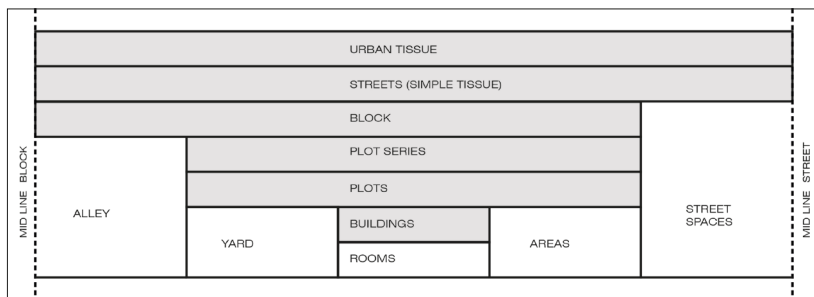 URBAN TISSUE
STREETS (SIMPLE TISSUE)
BLOCK
PLOT SERIES
PLOTS
MID LINE BLOCK
ALLEY
YARD
BUILDINGS
ROOMS
AREAS
STREET
SPACES
MID LINE STREET